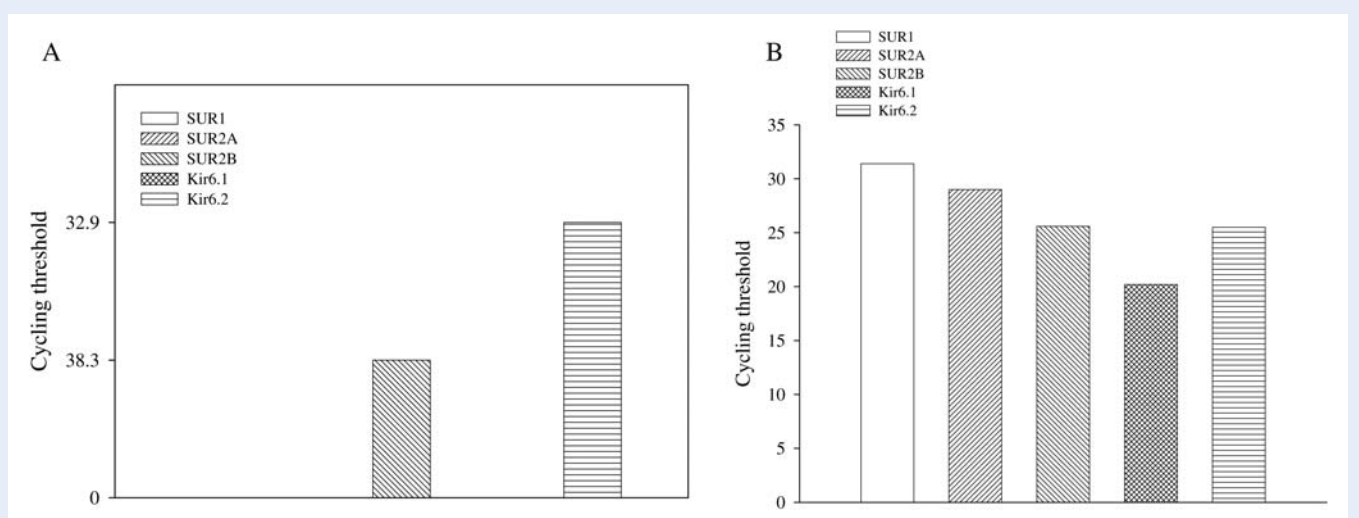 A
SUR1
SUR2A
SUR2B
Kir6.1
Kir6.2
32.9
38.3
0
Cycling threshold
B
SUR1
SUR2A
SUR2B
Kir6.1
Kir6.2
35
30
25
20
15
10
5
0
Cycling threshold